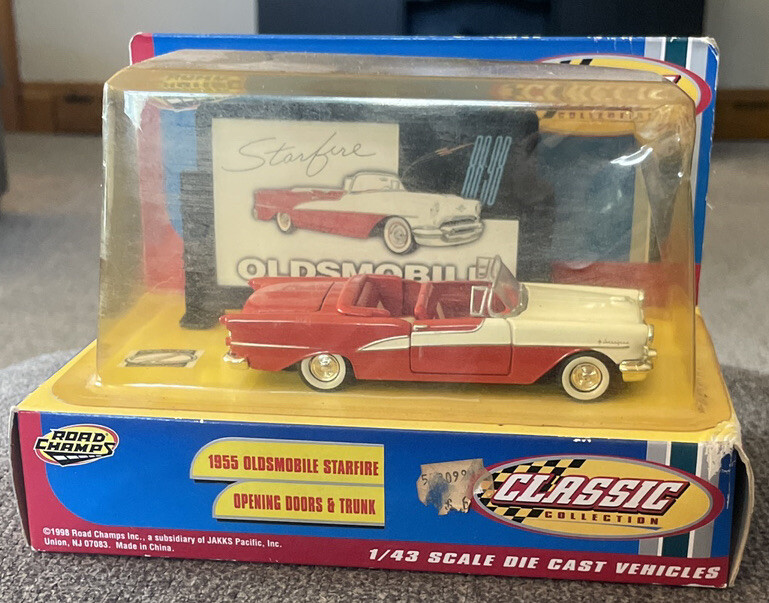 COLLECTION
Starfire
88-98
OLDSMOBILE
ROAD
CHAMPS
1955 OLDSMOBILE STARFIRE
OPENING DOORS & TRUNK
CLASSIC
COLLECTION
©1998 Road Champs Inc., a subsidiary of JAKKS Pacific, Inc.
Union, NJ 07083. Made in China.
1/43 SCALE DIE CAST VEHICLES